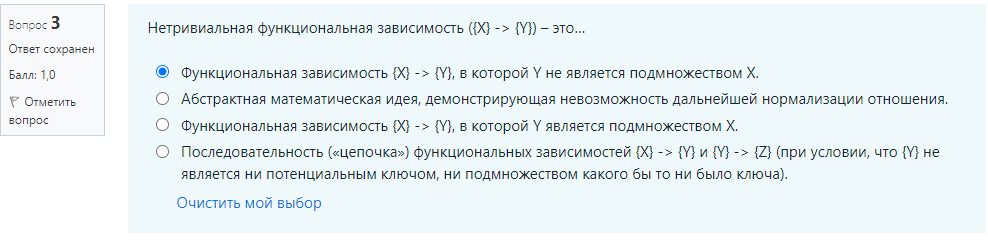 Вопрос 3
Ответ сохранен
Балл: 1,0
Отметить
вопрос
Нетривиальная функциональная зависимость ({X} -> {Y}) – это...
Функциональная зависимость {X} -> {Y}, в которой Y не является подмножеством X.
Абстрактная математическая идея, демонстрирующая невозможность дальнейшей нормализации отношения.
Функциональная зависимость {X} -> {Y}, в которой Y является подмножеством X.
Последовательность («цепочка») функциональных зависимостей {X} -> {Y} и {Y} -> {Z} (при условии, что {Y} не
является ни потенциальным ключом, ни подмножеством какого бы то ни было ключа).
Очистить мой выбор